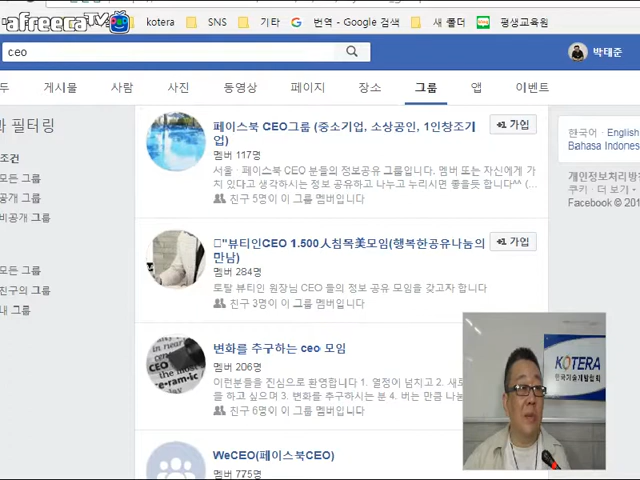 afreecaTV
kotera
SNS
기타
번역 - Google 검색
새 폴더
평생교육원
ceo
박태준
두
게시물
사람
사진
동영상
페이지
장소
그룹
앱
이벤트
과 필터링
조건
모든 그룹
공개 그룹
비공개 그룹
모든 그룹
친구의 그룹
내 그룹
페이스북 CEO그룹 (중소기업, 소상공인, 1인창조기
업)
+1 가입
멤버 117명
서울 · 페이스북 CEO 분들의 정보공유 그룹입니다. 멤버 또는 자신에게 가
치 있다고 생각하시는 정보 공유하고 나누고 누리시면 좋을듯 합니다^^ (...
친구 5명이 이 그룹 멤버입니다
"뷰티인CEO 1.500人침목美모임(행복한공유나눔의
만남)
+1 가입
멤버 284명
토탈 뷰티인 원장님 CEO 들의 정보 공유 모임을 갖고자 합니다
친구 3명이 이 그룹 멤버입니다
변화를 추구하는 ceo 모임
멤버 206명
이런분들을 진심으로 환영합니다 1. 열정이 넘치고 2. 새로
을 하고 싶으며 3. 변화를 추구하시는 분 4. 버는 만큼 나눔
친구 6명이 이 그룹 멤버입니다
WeCEO(페이스북CEO)
멤버 775명
한국어 · English
Bahasa Indones
개인정보처리방
쿠키 · 더 보기
Facebook © 201
KOTERA
한국기술개발협회
CEO